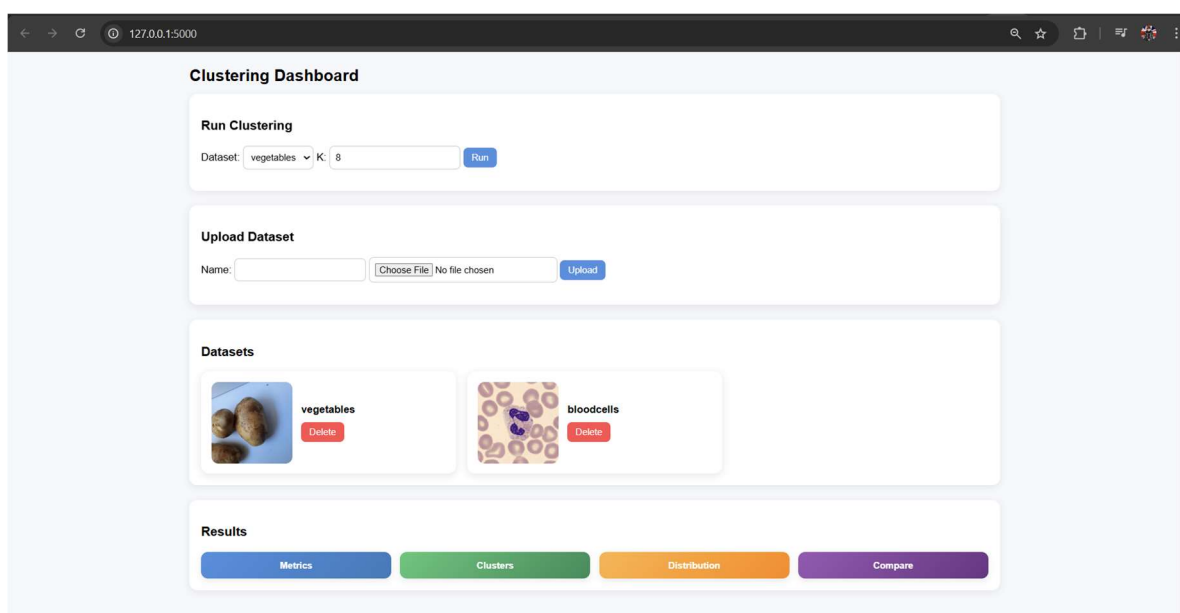 127.0.0.1:5000
Clustering Dashboard
Run Clustering
Dataset: vegetables K: 8 Run
Upload Dataset
Name: Choose File No file chosen Upload
Datasets
vegetables
Delete
bloodcells
Delete
Results
Metrics Clusters Distribution Compare